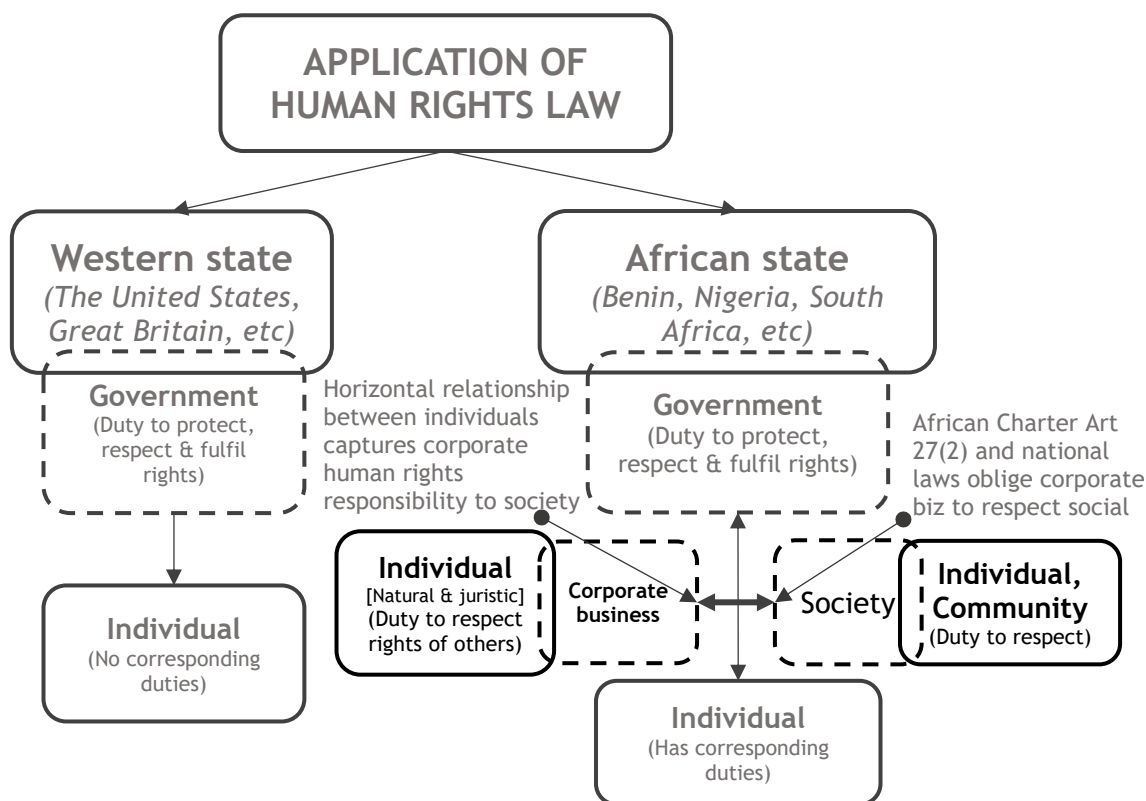 APPLICATION OF
HUMAN RIGHTS LAW
Western state
(The United States,
Great Britain, etc)
African state
(Benin, Nigeria, South
Africa, etc)
Government
(Duty to protect,
respect & fulfil
rights)
Horizontal relationship
between individuals
captures corporate
human rights
responsibility to society
Government
(Duty to protect,
respect & fulfil rights)
African Charter Art
27(2) and national
laws oblige corporate
biz to respect social
Individual
(No corresponding
duties)
Individual
[Natural & juristic]
(Duty to respect
rights of others)
Corporate
business
Society
Individual,
Community
(Duty to respect)
Individual
(Has corresponding
duties)